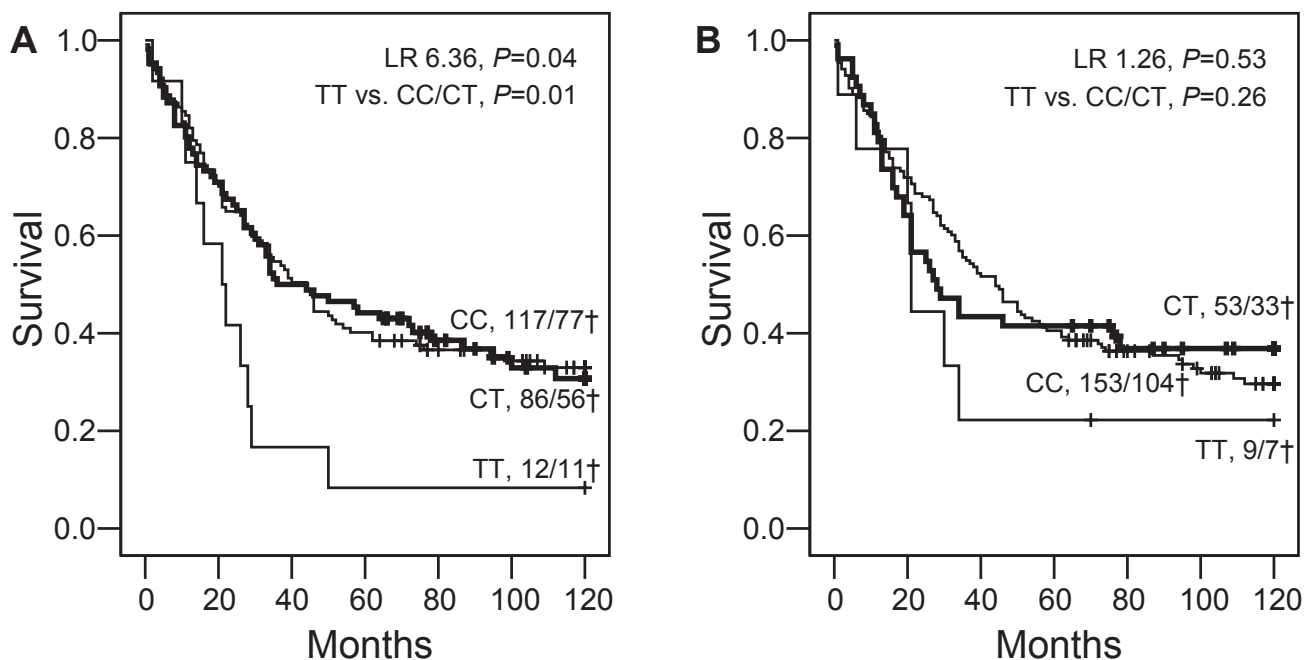 A
LR 6.36, P=0.04
TT vs. CC/CT, P=0.01
Survival
1.0
0.8
0.6
0.4
0.2
0.0
CC, 117/77†
CT, 86/56†
TT, 12/11†
0 20 40 60 80 100 120
Months
B
LR 1.26, P=0.53
TT vs. CC/CT, P=0.26
Survival
1.0
0.8
0.6
0.4
0.2
0.0
CT, 53/33†
CC, 153/104†
TT, 9/7†
0 20 40 60 80 100 120
Months